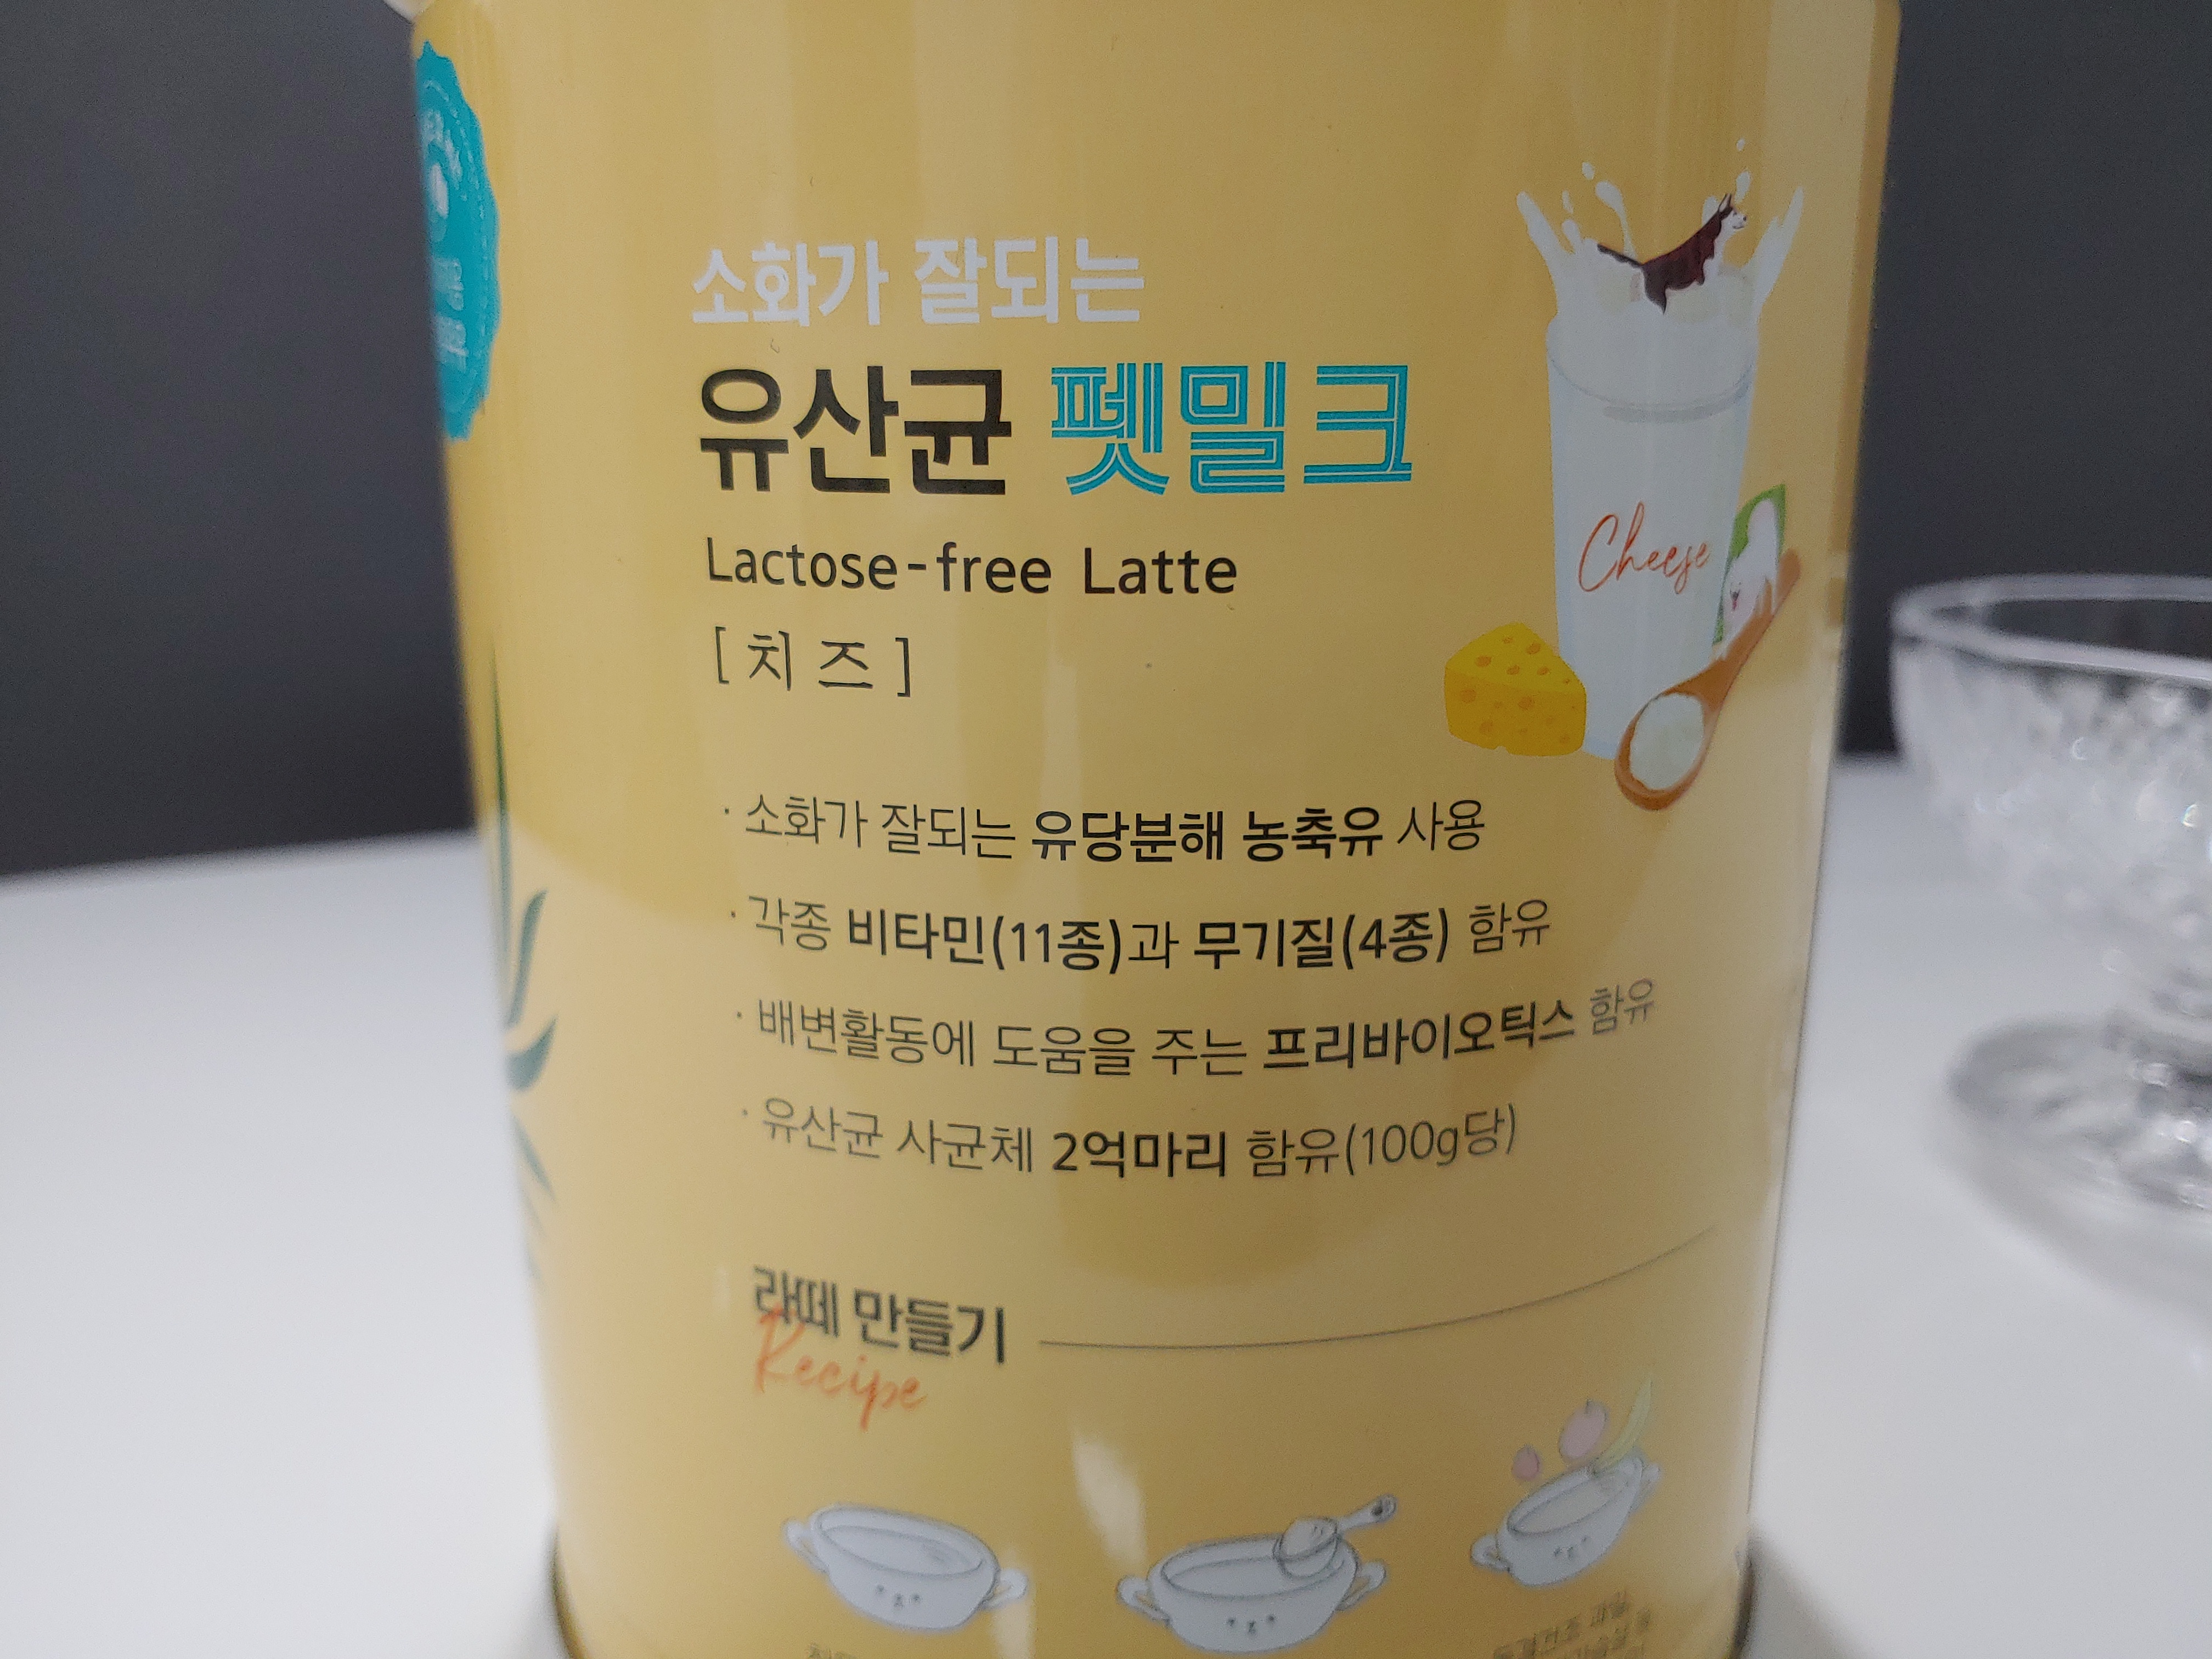 소화가 잘되는
유산균 펫밀크
Lactose-free Latte
[치즈]
Cheese
· 소화가 잘되는 유당분해 농축유 사용
· 각종 비타민(11종)과 무기질(4종) 함유
· 배변활동에 도움을 주는 프리바이오틱스 함유
· 유산균 사균체 2억마리 함유(100g당)
라떼 만들기
Recipe